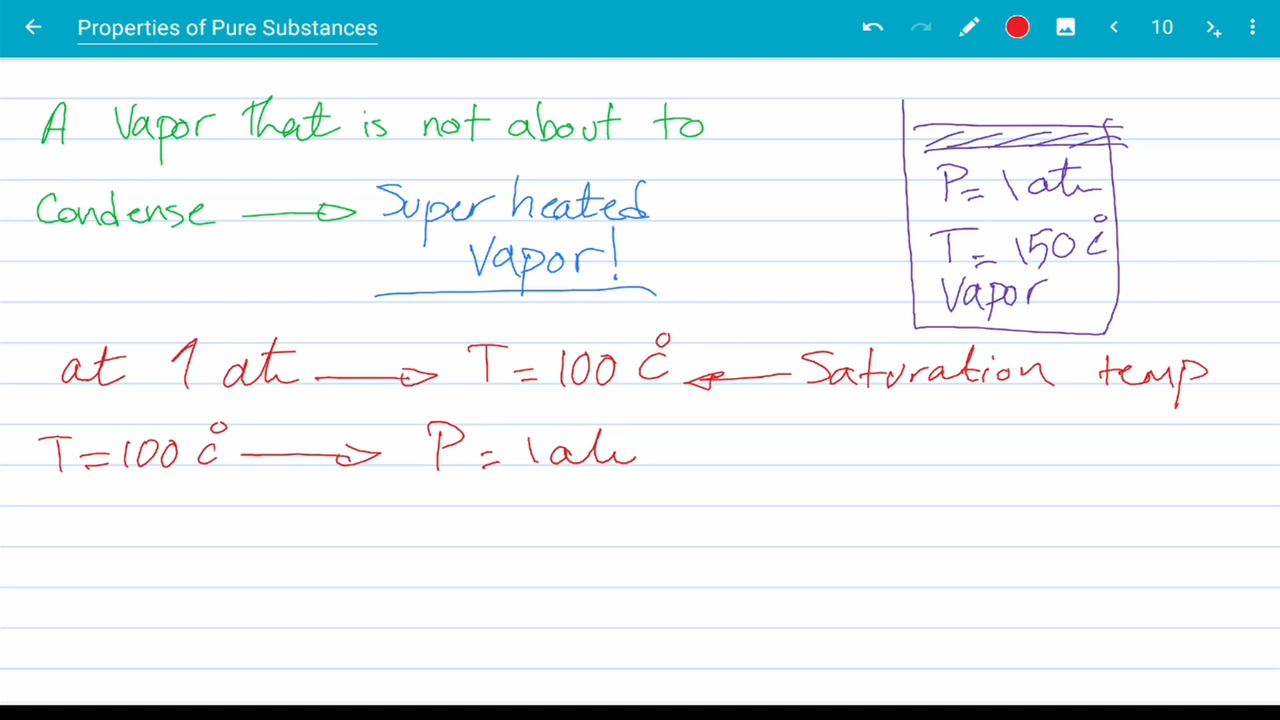 Properties of Pure Substances
10
A Vapor that is not about to
Condense → Super heated
Vapor!
P = 1 atm
T = 150 °C
Vapor
at 1 atm → T = 100 °C ← Saturation temp
T = 100 °C → P = 1 atm